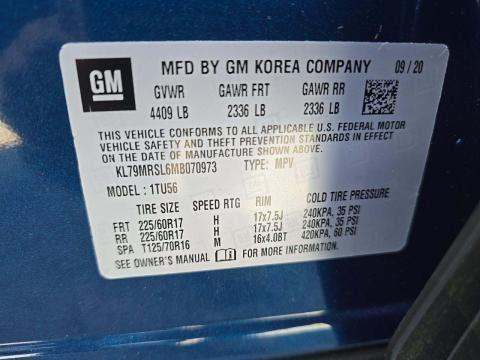 GM
MFD BY GM KOREA COMPANY 09/20
GVWR GAWR FRT GAWR RR
4409 LB 2336 LB 2336 LB
THIS VEHICLE CONFORMS TO ALL APPLICABLE U.S. FEDERAL MOTOR
VEHICLE SAFETY AND THEFT PREVENTION STANDARDS IN EFFECT
ON THE DATE OF MANUFACTURE SHOWN ABOVE.
KL79MRSL6MB070973 TYPE: MPV
MODEL: 1TU56
TIRE SIZE SPEED RTG RIM COLD TIRE PRESSURE
FRT 225/60R17 H 17x7.5J 240KPA, 35 PSI
RR 225/60R17 H 17x7.5J 240KPA, 35 PSI
SPA T125/70R16 M 16x4.0BT 420KPA, 60 PSI
SEE OWNER'S MANUAL FOR MORE INFORMATION.